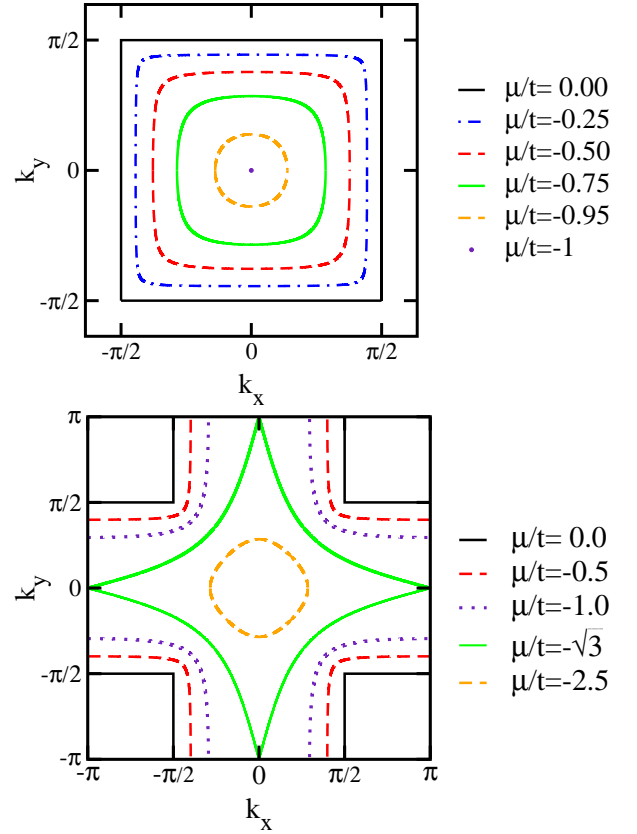 π/2
0
-π/2
k_y
-π/2
0
π/2
k_x
μ/t= 0.00
μ/t=-0.25
μ/t=-0.50
μ/t=-0.75
μ/t=-0.95
μ/t=-1
π
π/2
0
-π/2
-π
k_y
-π
-π/2
0
π/2
π
k_x
μ/t= 0.0
μ/t=-0.5
μ/t=-1.0
μ/t=-√3
μ/t=-2.5